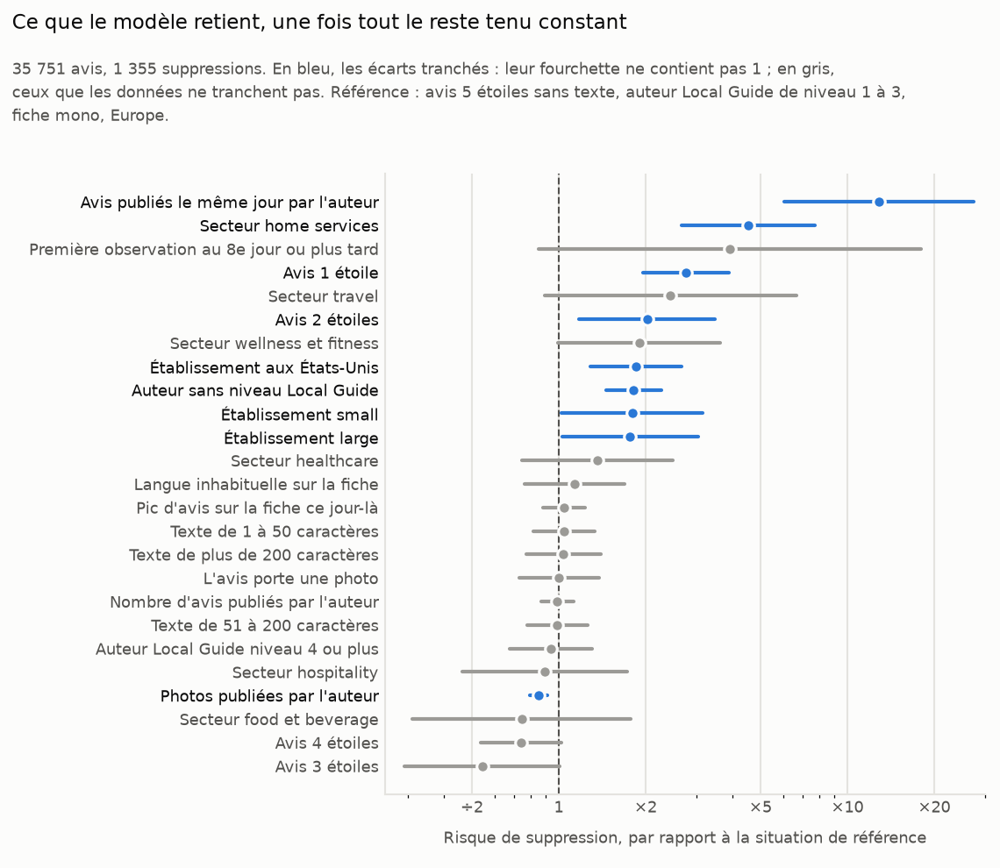 Ce que le modèle retient, une fois tout le reste tenu constant
35 751 avis, 1 355 suppressions. En bleu, les écarts tranchés : leur fourchette ne contient pas 1 ; en gris,
ceux que les données ne tranchent pas. Référence : avis 5 étoiles sans texte, auteur Local Guide de niveau 1 à 3,
fiche mono, Europe.
Avis publiés le même jour par l'auteur
Secteur home services
Première observation au 8e jour ou plus tard
Avis 1 étoile
Secteur travel
Avis 2 étoiles
Secteur wellness et fitness
Établissement aux États-Unis
Auteur sans niveau Local Guide
Établissement small
Établissement large
Secteur healthcare
Langue inhabituelle sur la fiche
Pic d'avis sur la fiche ce jour-là
Texte de 1 à 50 caractères
Texte de plus de 200 caractères
L'avis porte une photo
Nombre d'avis publiés par l'auteur
Texte de 51 à 200 caractères
Auteur Local Guide niveau 4 ou plus
Secteur hospitality
Photos publiées par l'auteur
Secteur food et beverage
Avis 4 étoiles
Avis 3 étoiles
÷2 1 ×2 ×5 ×10 ×20
Risque de suppression, par rapport à la situation de référence